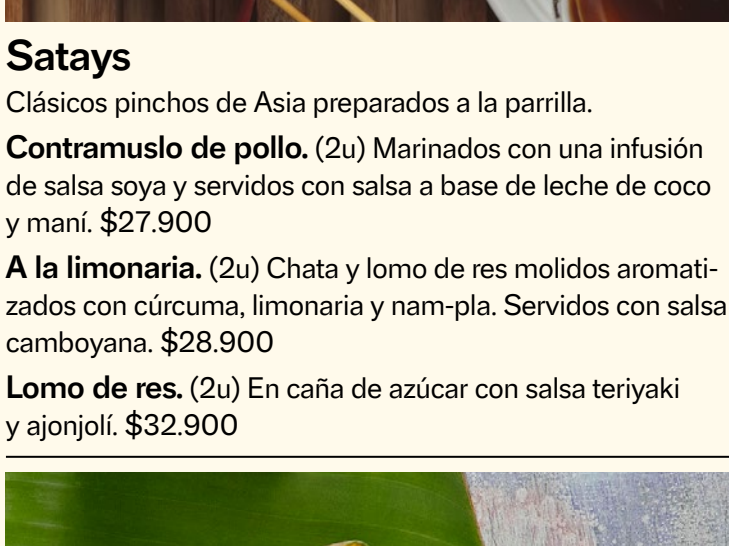 Satays
Clásicos pinchos de Asia preparados a la parrilla.
Contramuslo de pollo. (2u) Marinados con una infusión
de salsa soya y servidos con salsa a base de leche de coco
y maní. $27.900
A la limonaria. (2u) Chata y lomo de res molidos aromati-
zados con cúrcuma, limonaria y nam-pla. Servidos con salsa
camboyana. $28.900
Lomo de res. (2u) En caña de azúcar con salsa teriyaki
y ajonjolí. $32.900